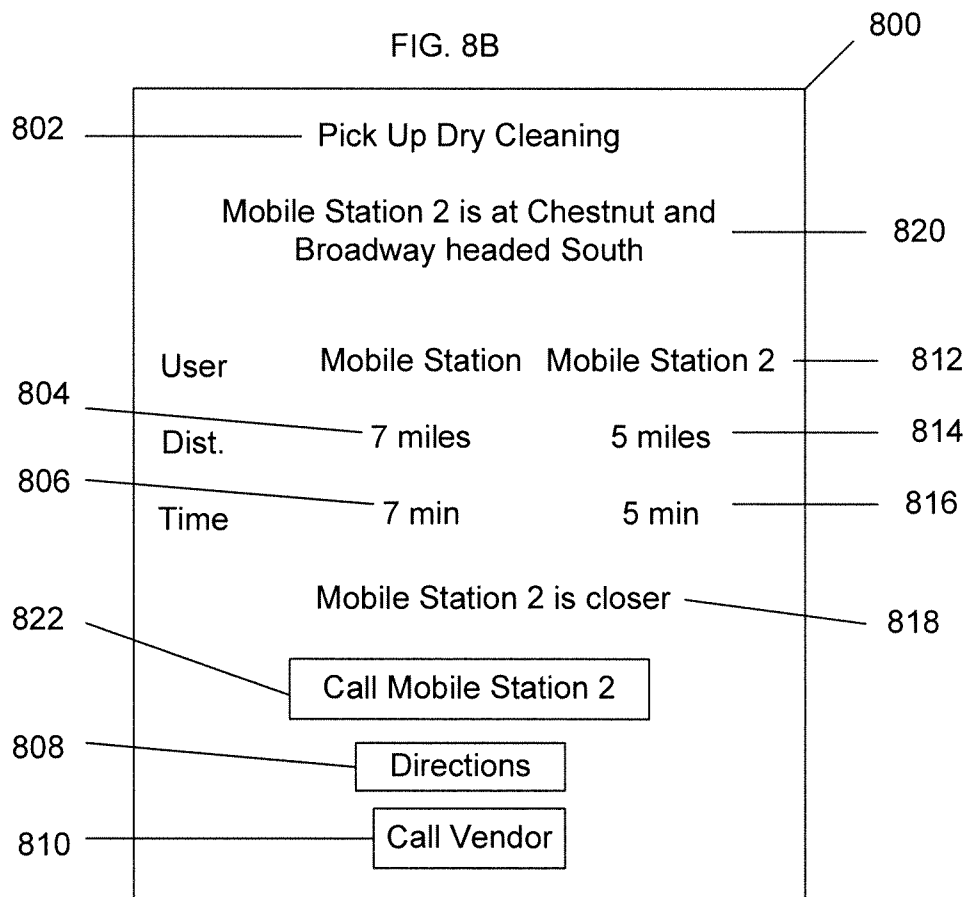 FIG. 8B
800
802
Pick Up Dry Cleaning
Mobile Station 2 is at Chestnut and
Broadway headed South
820
User
Mobile Station
Mobile Station 2
812
804
Dist.
7 miles
5 miles
814
806
Time
7 min
5 min
816
Mobile Station 2 is closer
818
822
Call Mobile Station 2
808
Directions
810
Call Vendor